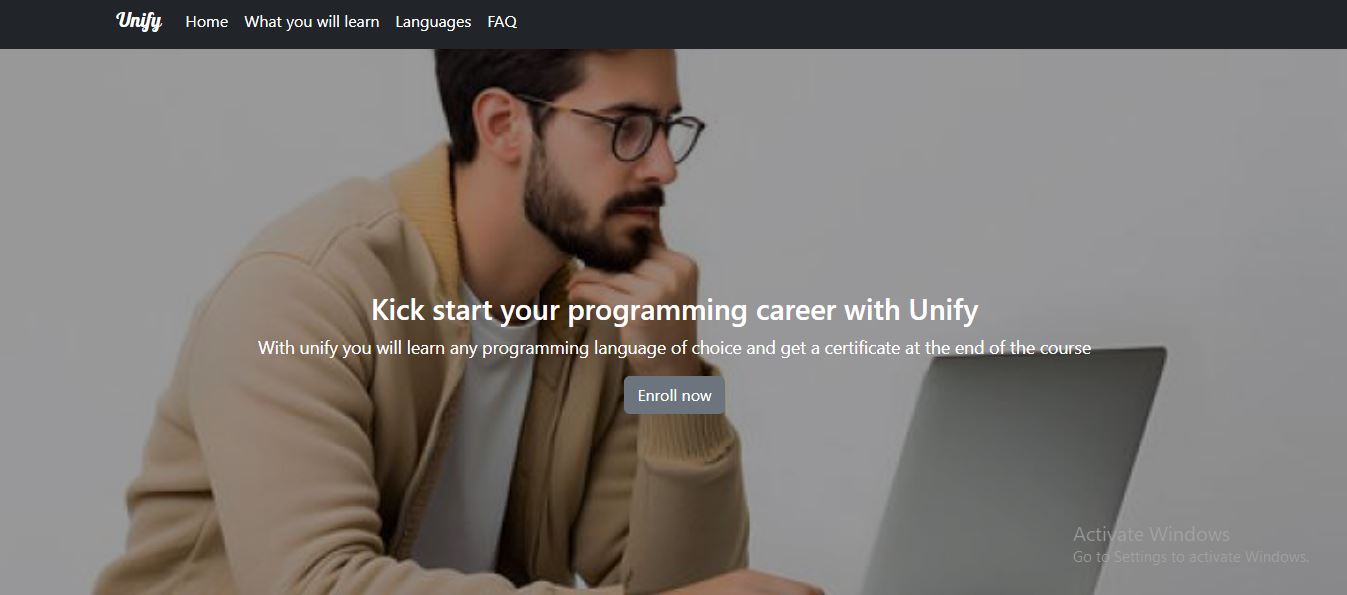 Unify Home What you will learn Languages FAQ
Kick start your programming career with Unify
With unify you will learn any programming language of choice and get a certificate at the end of the course
Enroll now
Activate Windows
Go to Settings to activate Windows.